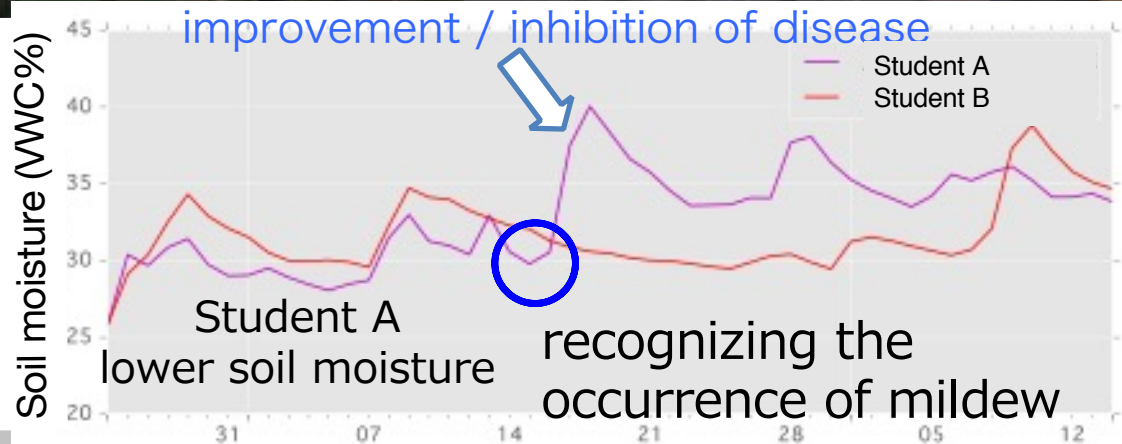 improvement / inhibition of disease
Soil moisture (VWC%)
45
40
35
30
25
20
Student A
Student B
Student A
lower soil moisture
recognizing the
occurrence of mildew
31 07 14 21 28 05 12